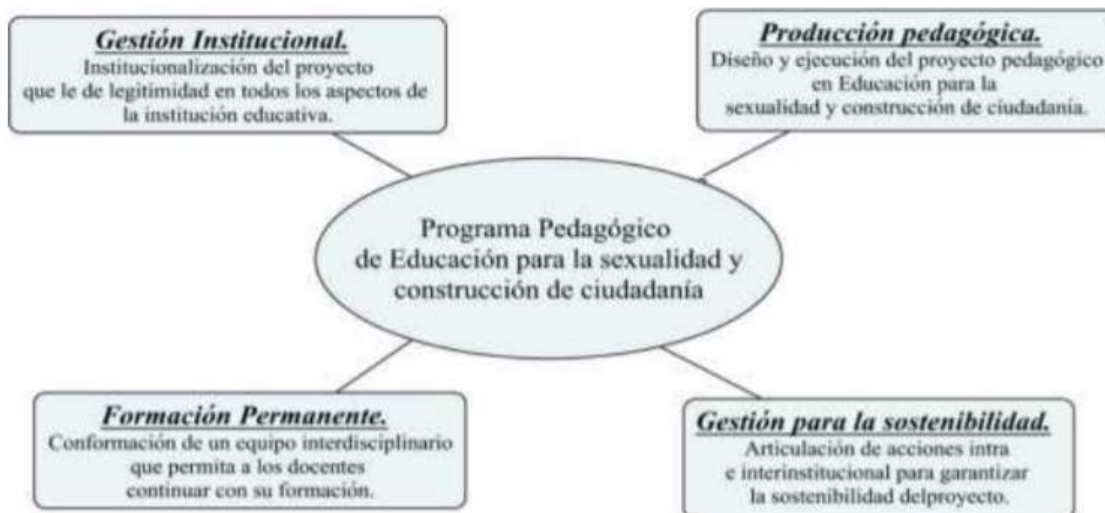 Gestión Institucional.
Institucionalización del proyecto
que le de legitimidad en todos los aspectos de
la institución educativa.
Producción pedagógica.
Diseño y ejecución del proyecto pedagógico
en Educación para la
sexualidad y construcción de ciudadanía.
Programa Pedagógico
de Educación para la sexualidad y
construcción de ciudadanía
Formación Permanente.
Conformación de un equipo interdisciplinario
que permita a los docentes
continuar con su formación.
Gestión para la sostenibilidad.
Articulación de acciones intra
e interinstitucional para garantizar
la sostenibilidad delproyecto.